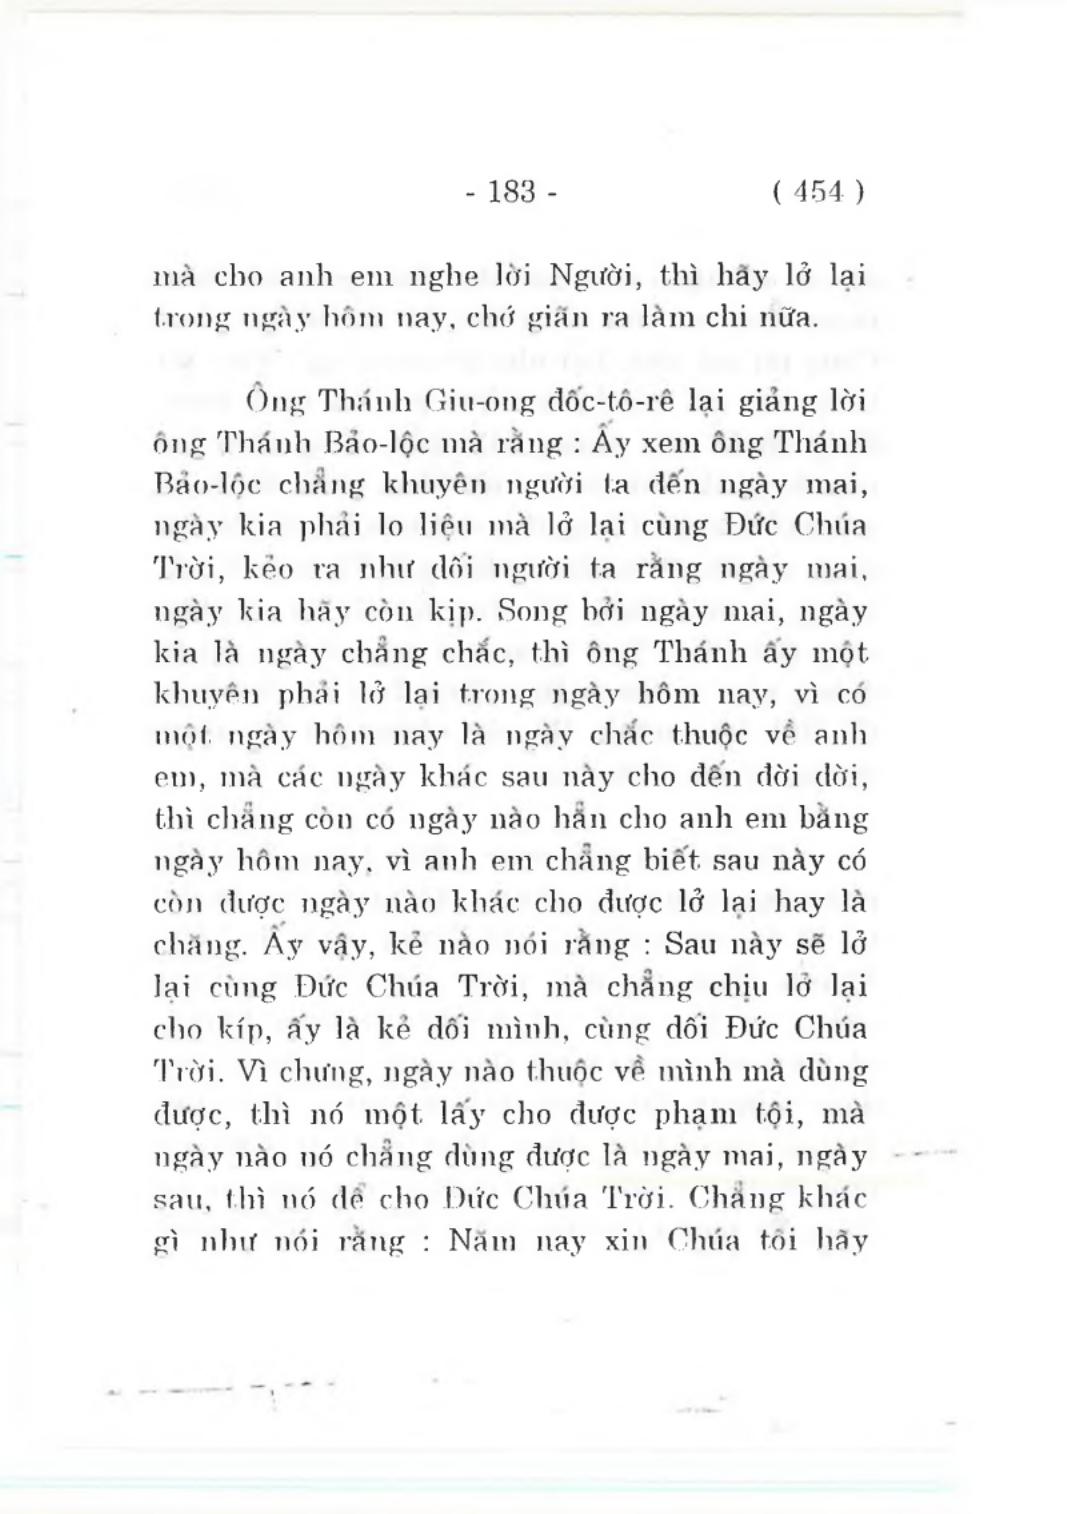 - 183 - ( 454 )
mà cho anh em nghe lời Người, thì hãy lở lại
trong ngày hôm nay, chớ giãn ra làm chi nữa.
Ông Thánh Giu-ong đốc-tô-rê lại giảng lời
ông Thánh Bảo-lộc mà rằng : Ấy xem ông Thánh
Bảo-lộc chẳng khuyên người ta đến ngày mai,
ngày kia phải lo liệu mà lở lại cùng Đức Chúa
Trời, kẻo ra như dối người ta rằng ngày mai,
ngày kia hãy còn kịp. Song bởi ngày mai, ngày
kia là ngày chẳng chắc, thì ông Thánh ấy một
khuyên phải lở lại trong ngày hôm nay, vì có
một ngày hôm nay là ngày chắc thuộc về anh
em, mà các ngày khác sau này cho đến đời đời,
thì chẳng còn có ngày nào hẳn cho anh em bằng
ngày hôm nay, vì anh em chẳng biết sau này có
còn được ngày nào khác cho được lở lại hay là
chăng. Ấy vậy, kẻ nào nói rằng : Sau này sẽ lở
lại cùng Đức Chúa Trời, mà chẳng chịu lở lại
cho kíp, ấy là kẻ dối mình, cùng dối Đức Chúa
Trời. Vì chưng, ngày nào thuộc về mình mà dùng
được, thì nó một lấy cho được phạm tội, mà
ngày nào nó chẳng dùng được là ngày mai, ngày
sau, thì nó để cho Đức Chúa Trời. Chẳng khác
gì như nói rằng : Năm nay xin Chúa tôi hãy